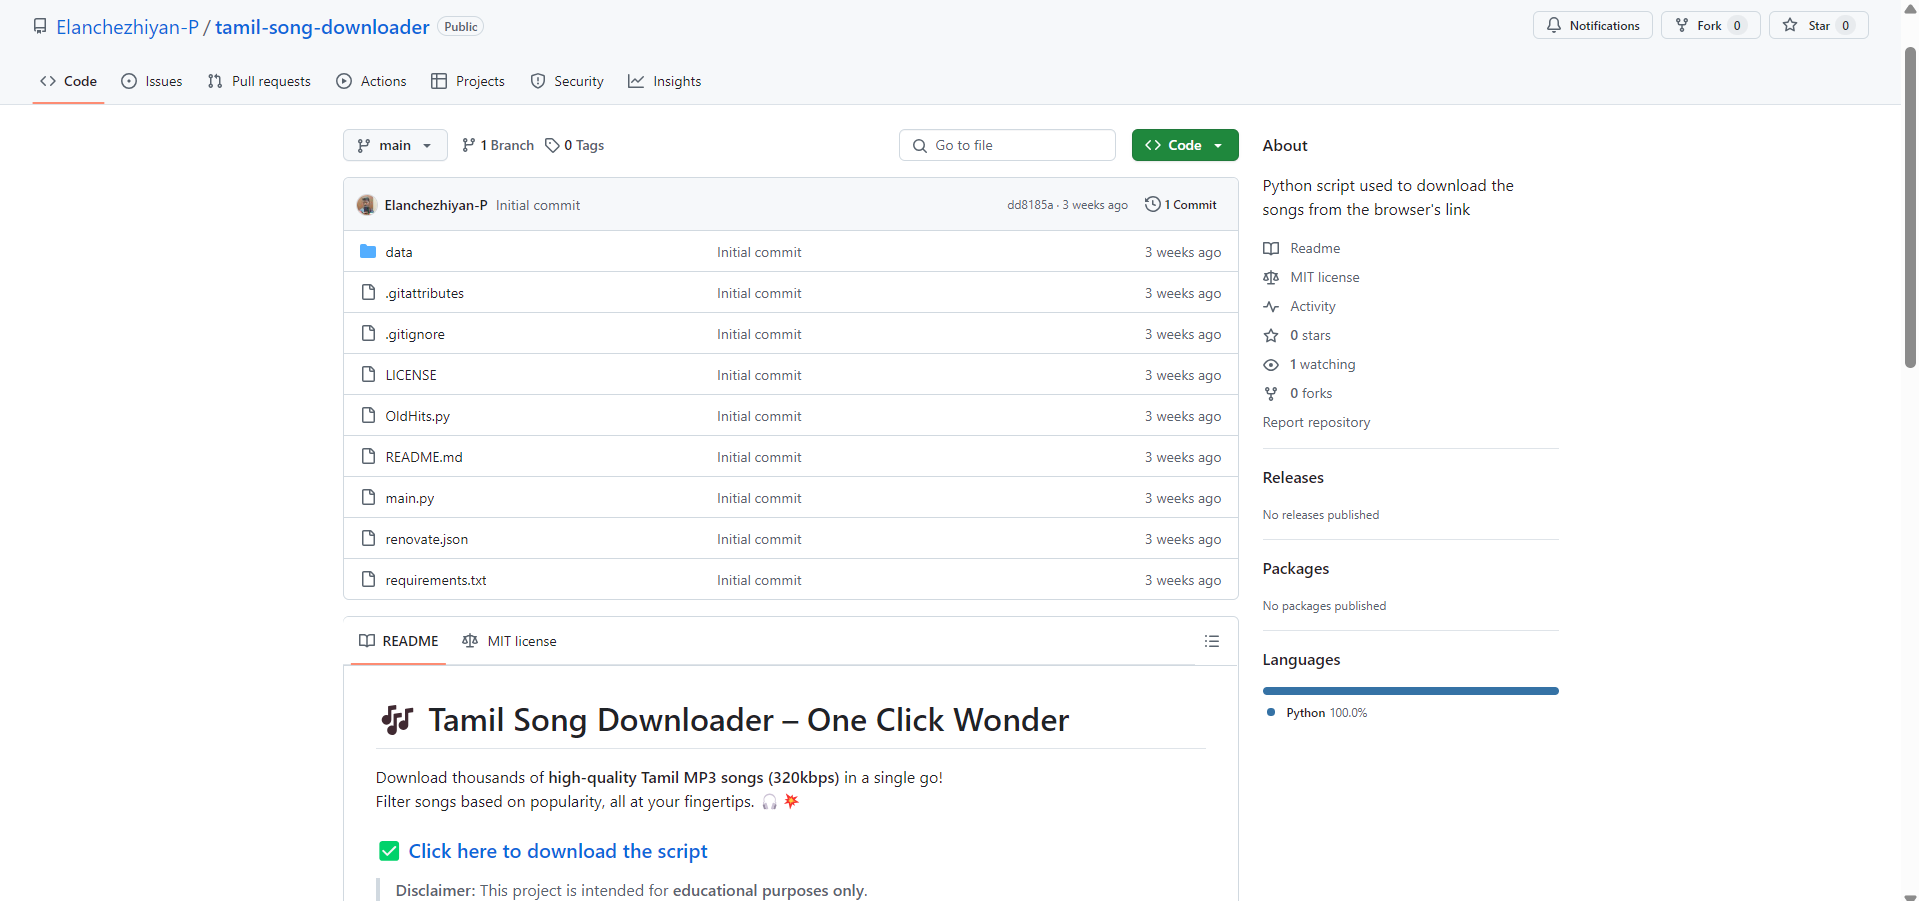 Elanchezhiyan-P / tamil-song-downloader Public
Notifications Fork 0 Star 0
Code Issues Pull requests Actions Projects Security Insights
main 1 Branch 0 Tags Go to file Code
Elanchezhiyan-P Initial commit dd8185a · 3 weeks ago 1 Commit
data Initial commit 3 weeks ago
.gitattributes Initial commit 3 weeks ago
.gitignore Initial commit 3 weeks ago
LICENSE Initial commit 3 weeks ago
OldHits.py Initial commit 3 weeks ago
README.md Initial commit 3 weeks ago
main.py Initial commit 3 weeks ago
renovate.json Initial commit 3 weeks ago
requirements.txt Initial commit 3 weeks ago
README MIT license
🎶 Tamil Song Downloader – One Click Wonder
Download thousands of high-quality Tamil MP3 songs (320kbps) in a single go!
Filter songs based on popularity, all at your fingertips. 🎧 💥
✅ Click here to download the script
Disclaimer: This project is intended for educational purposes only.
About
Python script used to download the
songs from the browser's link
Readme
MIT license
Activity
0 stars
1 watching
0 forks
Report repository
Releases
No releases published
Packages
No packages published
Languages
Python 100.0%